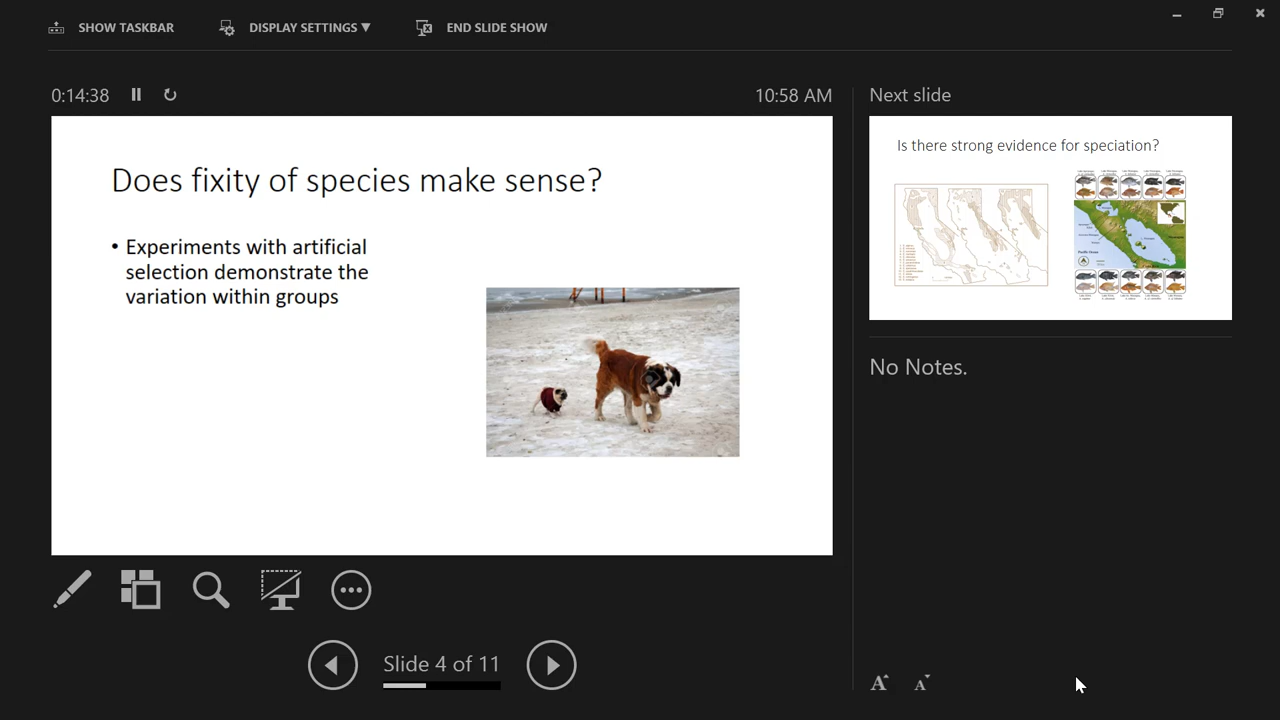 SHOW TASKBAR
DISPLAY SETTINGS ▼
END SLIDE SHOW
0:14:38
10:58 AM
Next slide
Does fixity of species make sense?
• Experiments with artificial
selection demonstrate the
variation within groups
Is there strong evidence for speciation?
No Notes.
Slide 4 of 11
A
A